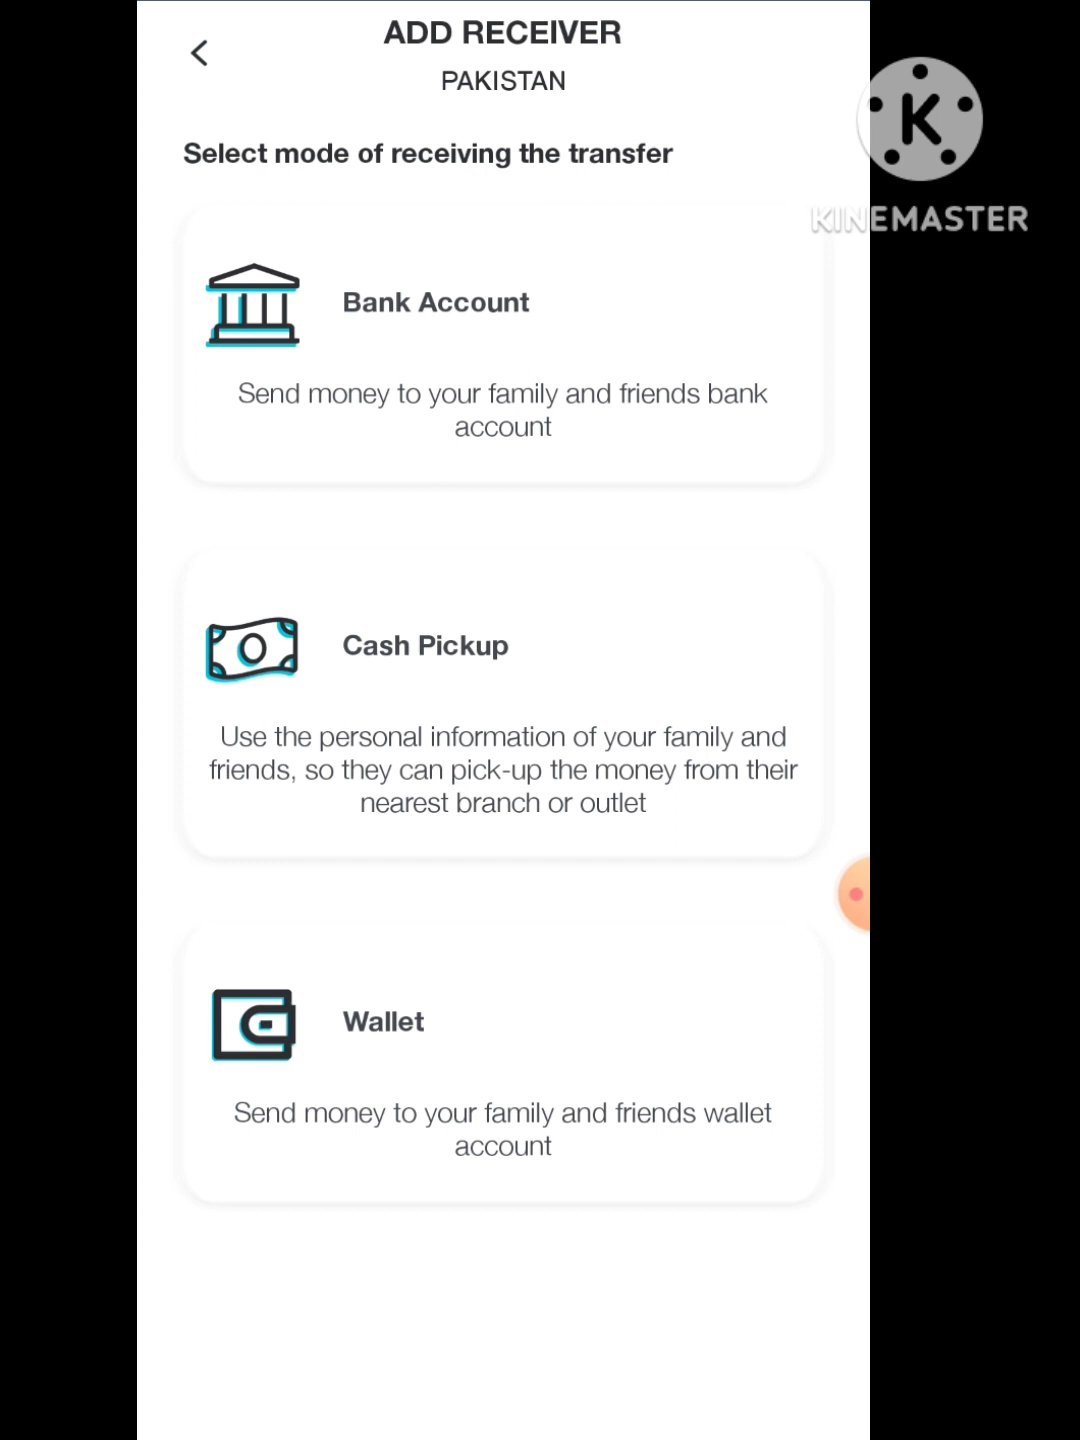 ADD RECEIVER
PAKISTAN
Select mode of receiving the transfer
K
KINEMASTER
Bank Account
Send money to your family and friends bank
account
Cash Pickup
Use the personal information of your family and
friends, so they can pick-up the money from their
nearest branch or outlet
Wallet
Send money to your family and friends wallet
account